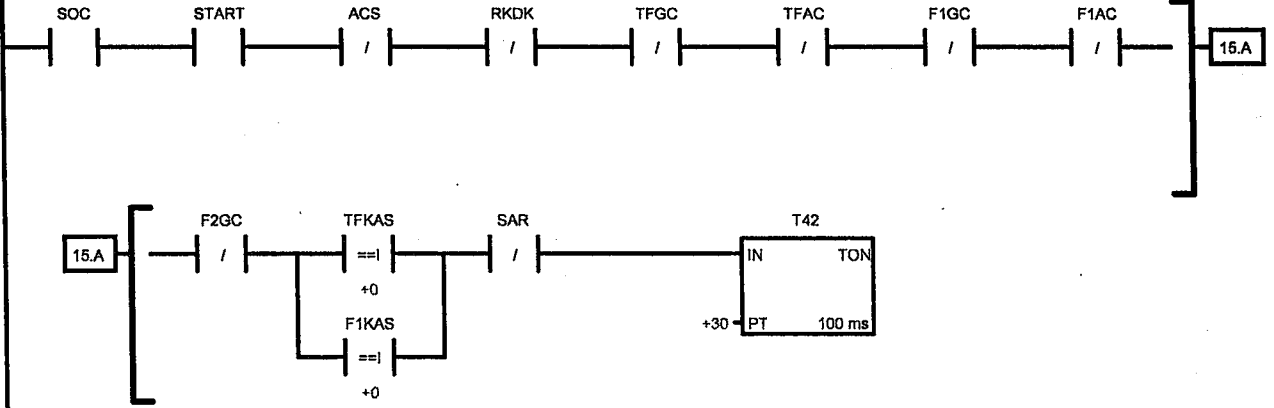 SOC START ACS RKDK TFGC TFAC F1GC F1AC
/ / / / / / 15.A
F2GC TFKAS SAR T42
15.A / ==I / IN TON
+0
+30 PT 100 ms
F1KAS
==I
+0